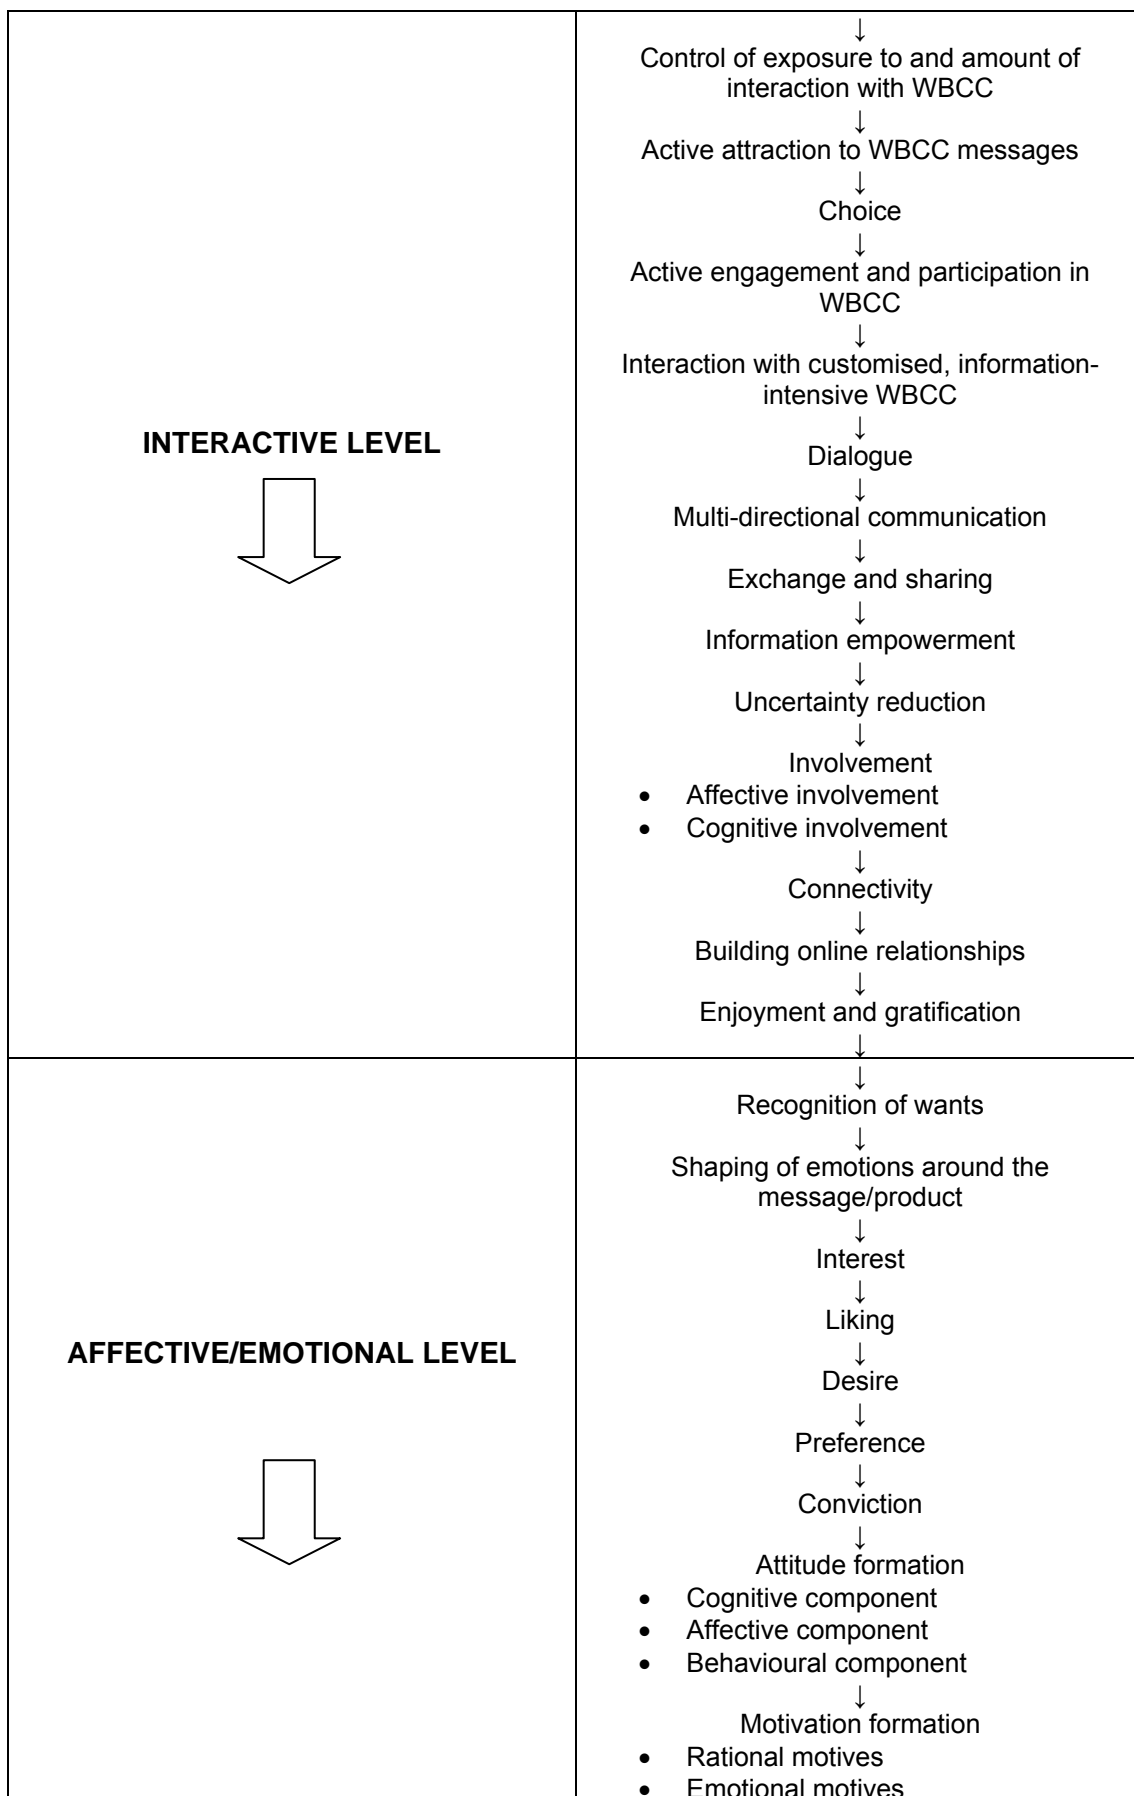 INTERACTIVE LEVEL
↓
Control of exposure to and amount of
interaction with WBCC
↓
Active attraction to WBCC messages
↓
Choice
↓
Active engagement and participation in
WBCC
↓
Interaction with customised, information-
intensive WBCC
↓
Dialogue
↓
Multi-directional communication
↓
Exchange and sharing
↓
Information empowerment
↓
Uncertainty reduction
↓
Involvement
• Affective involvement
• Cognitive involvement
↓
Connectivity
↓
Building online relationships
↓
Enjoyment and gratification
↓
AFFECTIVE/EMOTIONAL LEVEL
↓
Recognition of wants
↓
Shaping of emotions around the
message/product
↓
Interest
↓
Liking
↓
Desire
↓
Preference
↓
Conviction
↓
Attitude formation
• Cognitive component
• Affective component
• Behavioural component
↓
Motivation formation
• Rational motives
• Emotional motives